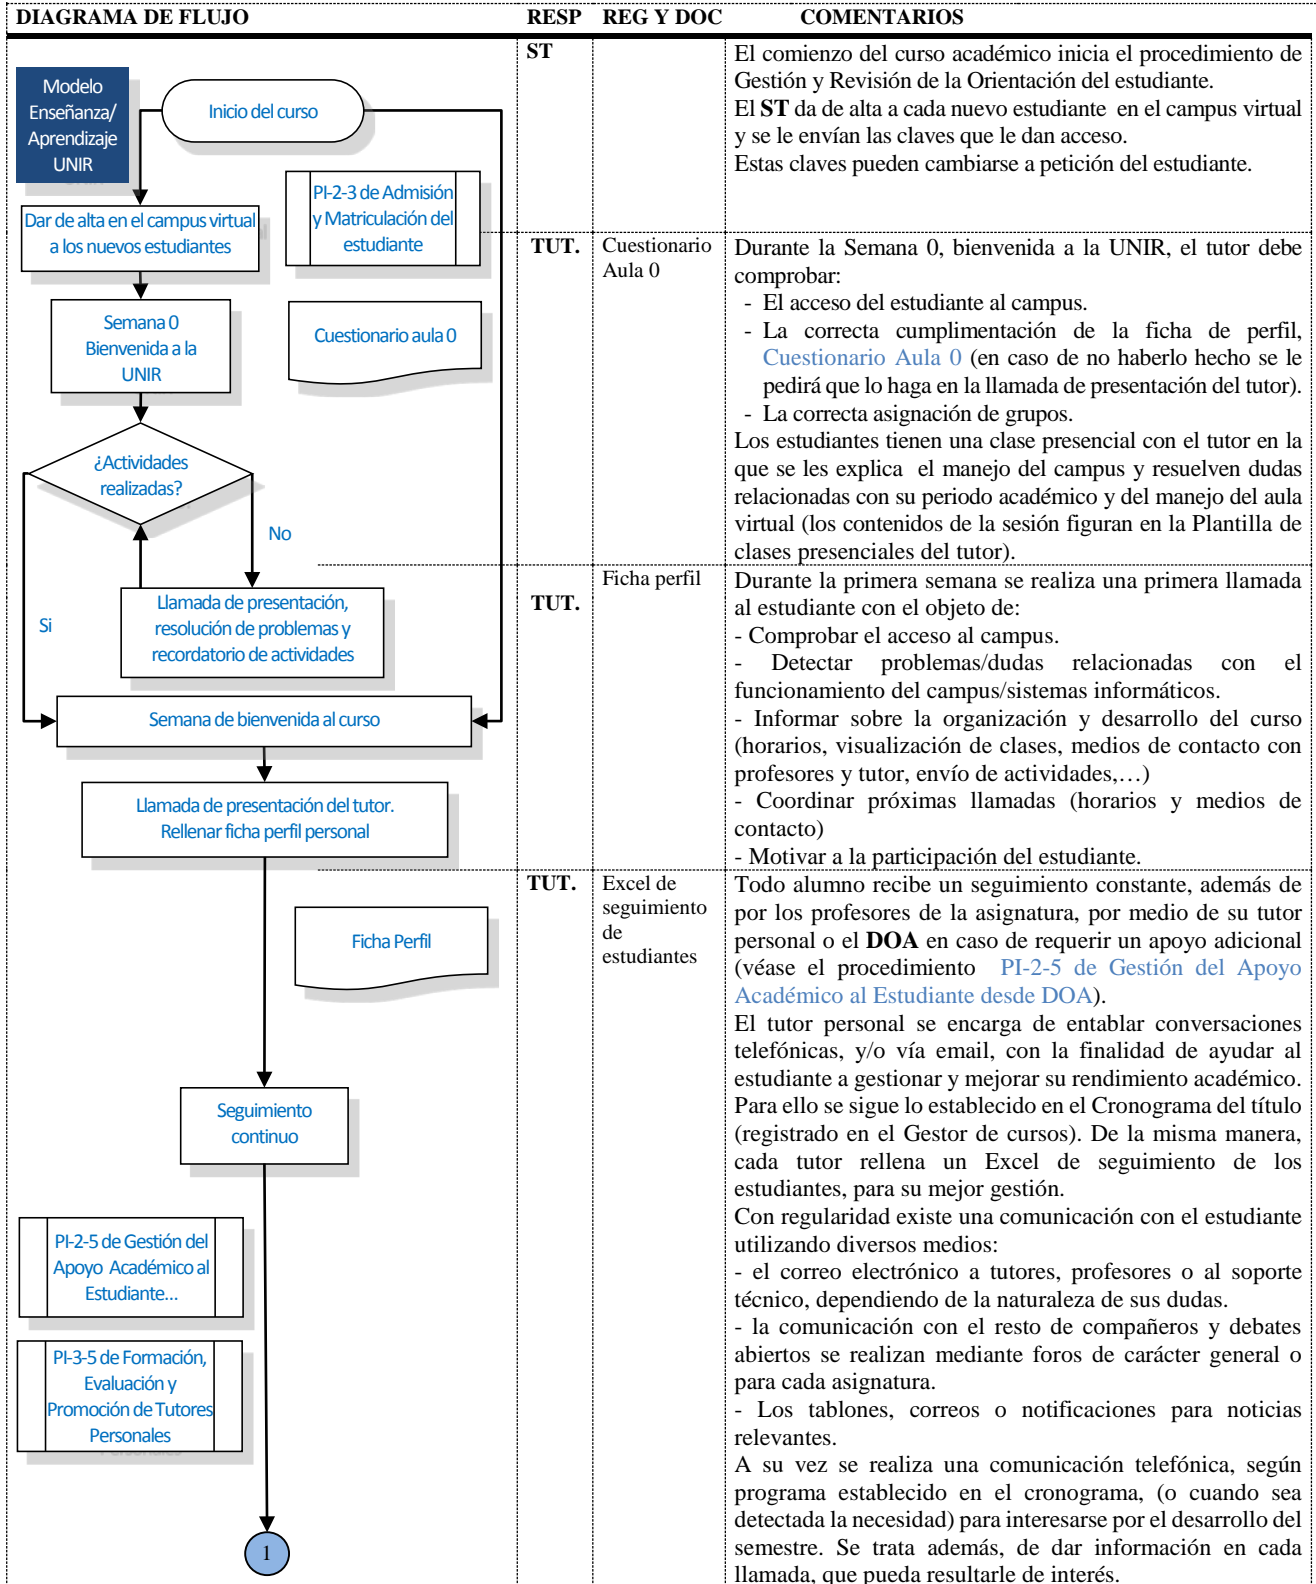 DIAGRAMA DE FLUJO RESP REG Y DOC COMENTARIOS
Modelo
Enseñanza/
Aprendizaje
UNIR
Inicio del curso
PI-2-3 de Admisión
y Matriculación del
estudiante
Dar de alta en el campus virtual
a los nuevos estudiantes
Semana 0
Bienvenida a la
UNIR
Cuestionario aula 0
¿Actividades
realizadas?
No
Si
Llamada de presentación,
resolución de problemas y
recordatorio de actividades
Semana de bienvenida al curso
Llamada de presentación del tutor.
Rellenar ficha perfil personal
Ficha Perfil
Seguimiento
continuo
PI-2-5 de Gestión del
Apoyo Académico al
Estudiante...
PI-3-5 de Formación,
Evaluación y
Promoción de Tutores
Personales
1
ST
El comienzo del curso académico inicia el procedimiento de
Gestión y Revisión de la Orientación del estudiante.
El ST da de alta a cada nuevo estudiante en el campus virtual
y se le envían las claves que le dan acceso.
Estas claves pueden cambiarse a petición del estudiante.
TUT.
Cuestionario
Aula 0
Durante la Semana 0, bienvenida a la UNIR, el tutor debe
comprobar:
- El acceso del estudiante al campus.
- La correcta cumplimentación de la ficha de perfil,
Cuestionario Aula 0 (en caso de no haberlo hecho se le
pedirá que lo haga en la llamada de presentación del tutor).
- La correcta asignación de grupos.
Los estudiantes tienen una clase presencial con el tutor en la
que se les explica el manejo del campus y resuelven dudas
relacionadas con su periodo académico y del manejo del aula
virtual (los contenidos de la sesión figuran en la Plantilla de
clases presenciales del tutor).
TUT.
Ficha perfil
Durante la primera semana se realiza una primera llamada
al estudiante con el objeto de:
- Comprobar el acceso al campus.
- Detectar problemas/dudas relacionadas con el
funcionamiento del campus/sistemas informáticos.
- Informar sobre la organización y desarrollo del curso
(horarios, visualización de clases, medios de contacto con
profesores y tutor, envío de actividades,…)
- Coordinar próximas llamadas (horarios y medios de
contacto)
- Motivar a la participación del estudiante.
TUT.
Excel de
seguimiento
de
estudiantes
Todo alumno recibe un seguimiento constante, además de
por los profesores de la asignatura, por medio de su tutor
personal o el DOA en caso de requerir un apoyo adicional
(véase el procedimiento PI-2-5 de Gestión del Apoyo
Académico al Estudiante desde DOA).
El tutor personal se encarga de entablar conversaciones
telefónicas, y/o vía email, con la finalidad de ayudar al
estudiante a gestionar y mejorar su rendimiento académico.
Para ello se sigue lo establecido en el Cronograma del título
(registrado en el Gestor de cursos). De la misma manera,
cada tutor rellena un Excel de seguimiento de los
estudiantes, para su mejor gestión.
Con regularidad existe una comunicación con el estudiante
utilizando diversos medios:
- el correo electrónico a tutores, profesores o al soporte
técnico, dependiendo de la naturaleza de sus dudas.
- la comunicación con el resto de compañeros y debates
abiertos se realizan mediante foros de carácter general o
para cada asignatura.
- Los tablones, correos o notificaciones para noticias
relevantes.
A su vez se realiza una comunicación telefónica, según
programa establecido en el cronograma, (o cuando sea
detectada la necesidad) para interesarse por el desarrollo del
semestre. Se trata además, de dar información en cada
llamada, que pueda resultarle de interés.